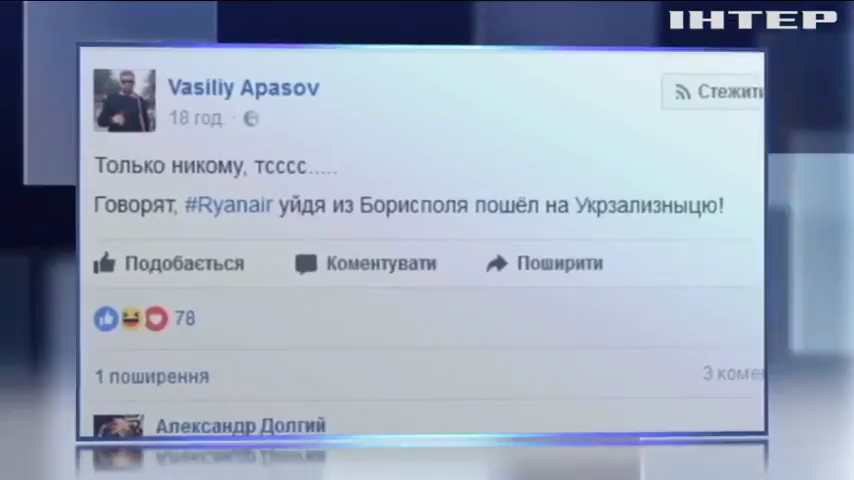 ІНТЕР
Vasiliy Apasov
Стежити
18 год.
Только никому, тсссс.....
Говорят, #Ryanair уйдя из Борисполя пошёл на Укрзализныцю!
Подобається Коментувати Поширити
78
1 поширення
3 комен
Александр Долгий